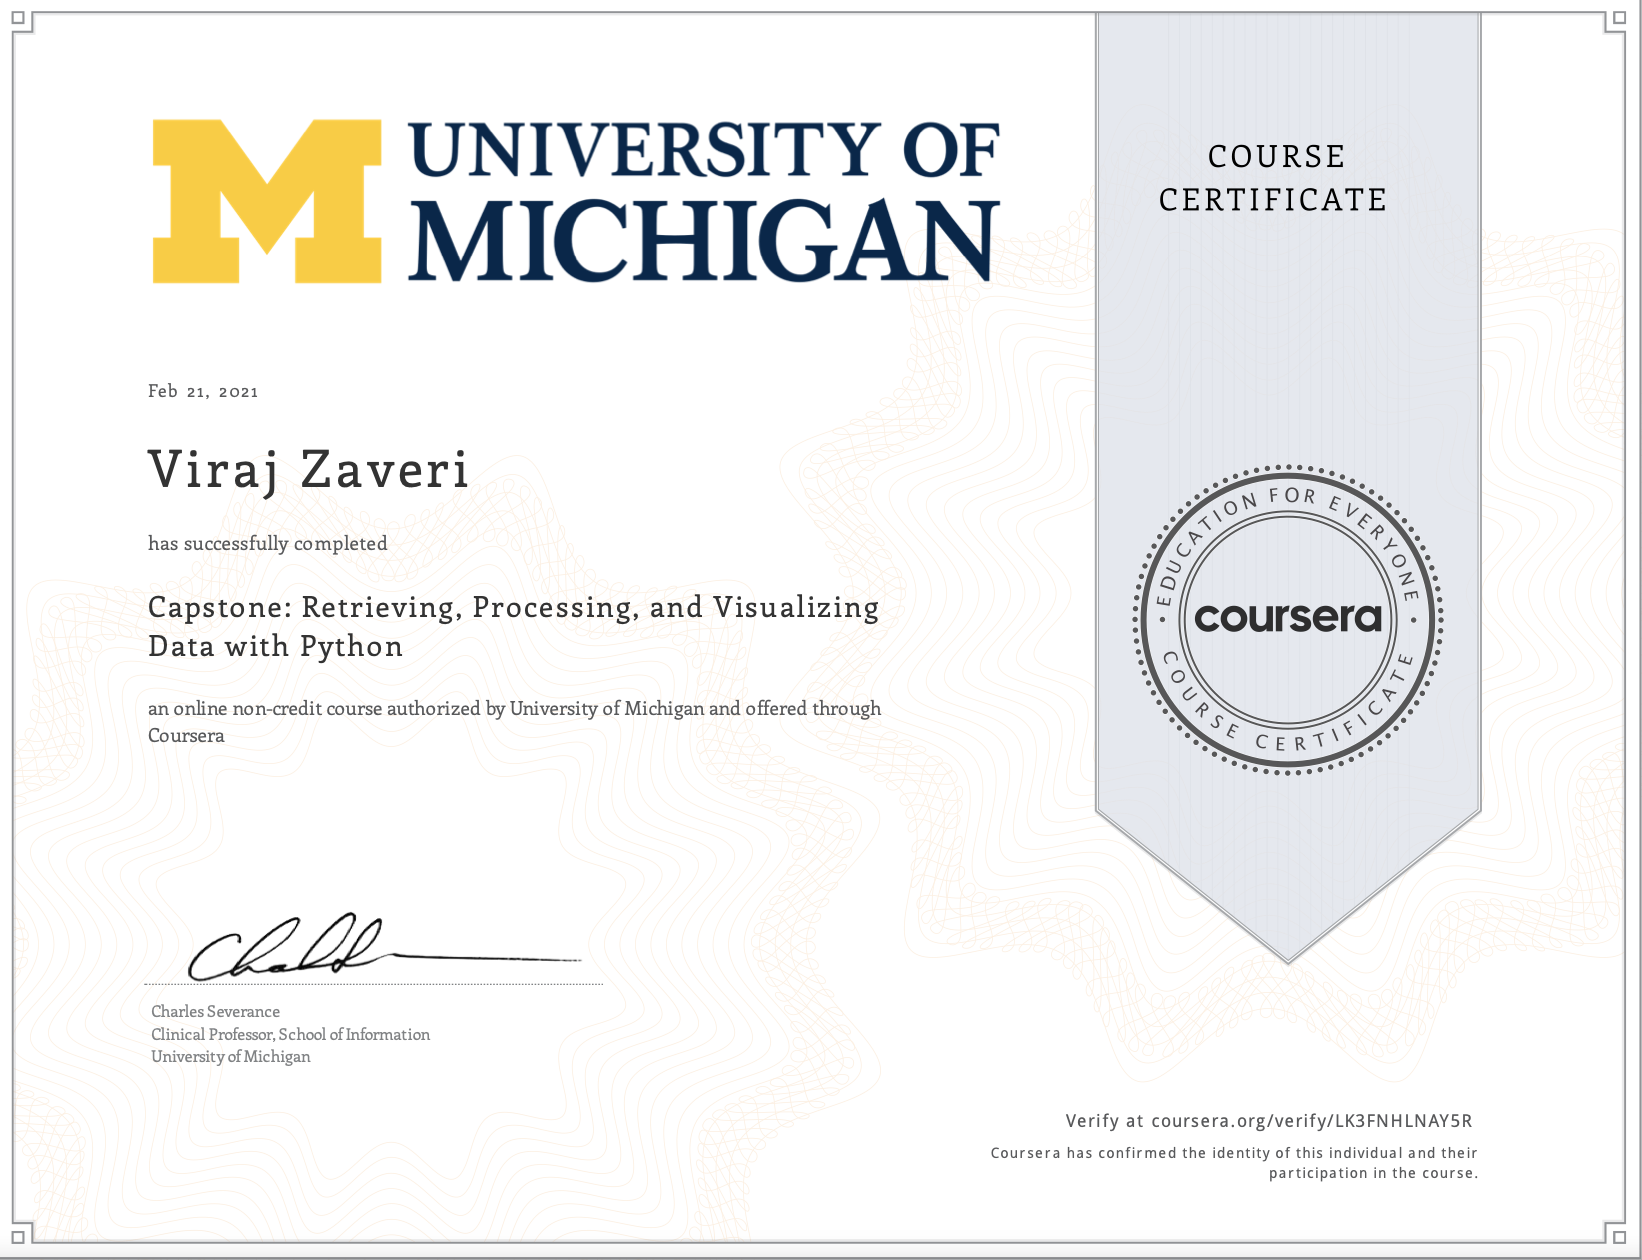 UNIVERSITY OF
MICHIGAN
COURSE
CERTIFICATE
Feb 21, 2021
Viraj Zaveri
has successfully completed
Capstone: Retrieving, Processing, and Visualizing
Data with Python
an online non-credit course authorized by University of Michigan and offered through
Coursera
EDUCATION FOR EVERYONE
coursera
COURSE CERTIFICATE
Charles Severance
Clinical Professor, School of Information
University of Michigan
Verify at coursera.org/verify/LK3FNHLNAY5R
Coursera has confirmed the identity of this individual and their
participation in the course.